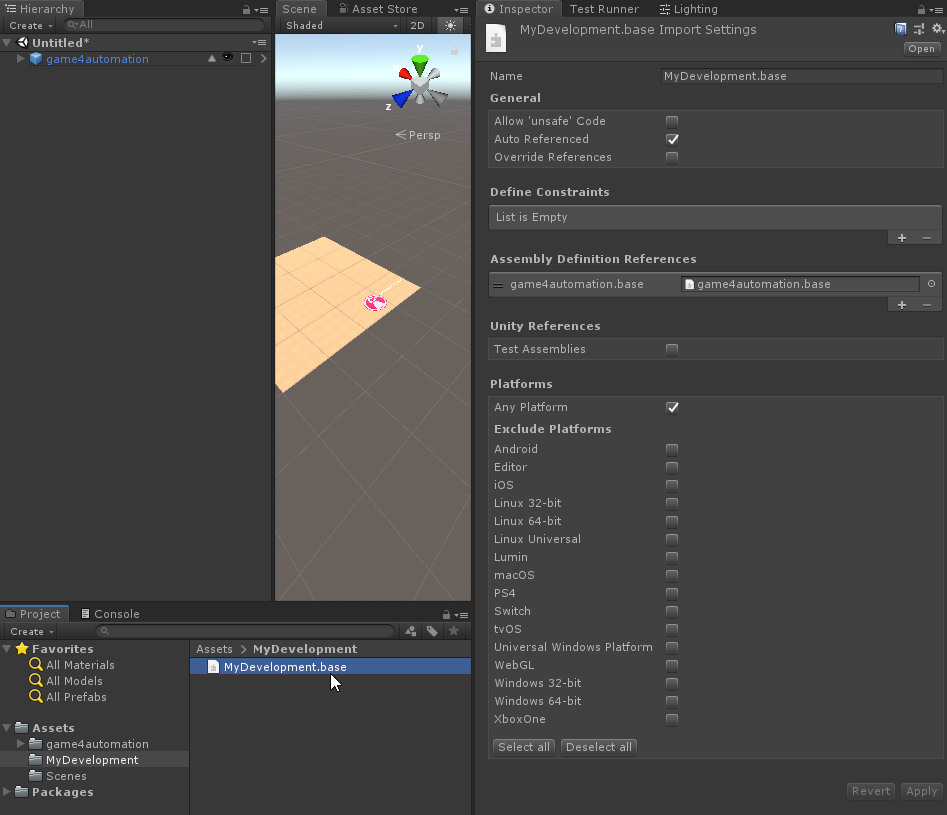 Hierarchy
Create
All
Untitled*
game4automation
Scene
Asset Store
Shaded
2D
y
z
Persp
Inspector
Test Runner
Lighting
MyDevelopment.base Import Settings
Open
Name
MyDevelopment.base
General
Allow 'unsafe' Code
Auto Referenced
Override References
Define Constraints
List is Empty
Assembly Definition References
game4automation.base
game4automation.base
Unity References
Test Assemblies
Platforms
Any Platform
Exclude Platforms
Android
Editor
iOS
Linux 32-bit
Linux 64-bit
Linux Universal
Lumin
macOS
PS4
Switch
tvOS
Universal Windows Platform
WebGL
Windows 32-bit
Windows 64-bit
XboxOne
Select all
Deselect all
Revert
Apply
Project
Console
Create
Favorites
All Materials
All Models
All Prefabs
Assets
game4automation
MyDevelopment
Scenes
Packages
Assets > MyDevelopment
MyDevelopment.base